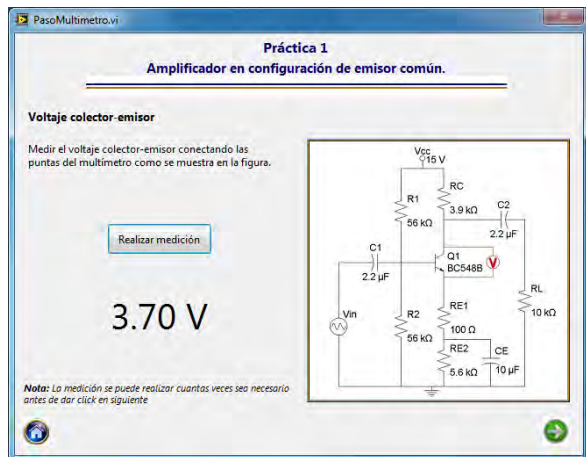 PasoMultimetro.vi
Práctica 1
Amplificador en configuración de emisor común.
Voltaje colector-emisor
Medir el voltaje colector-emisor conectando las
puntas del multímetro como se muestra en la figura.
Realizar medición
3.70 V
Nota: La medición se puede realizar cuantas veces sea necesario
antes de dar click en siguiente
Vcc
15 V
RC
3.9 kΩ
R1
56 kΩ
C2
2.2 µF
C1
2.2 µF
Q1
BC548B
V
RL
10 kΩ
Vin
R2
56 kΩ
RE1
100 Ω
RE2
5.6 kΩ
CE
10 µF